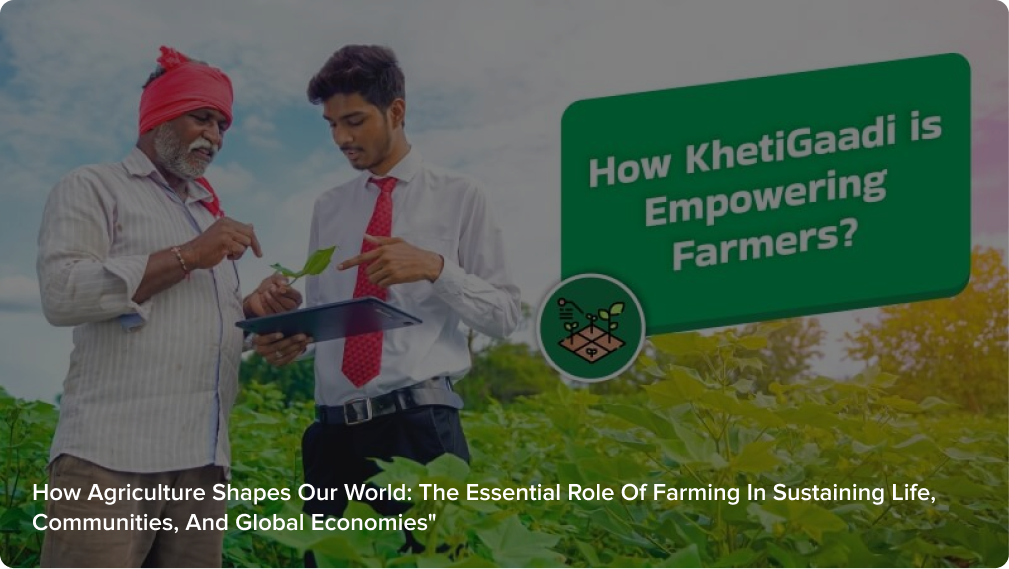 How KhetiGaadi is
Empowering
Farmers?
How Agriculture Shapes Our World: The Essential Role Of Farming In Sustaining Life,
Communities, And Global Economies"